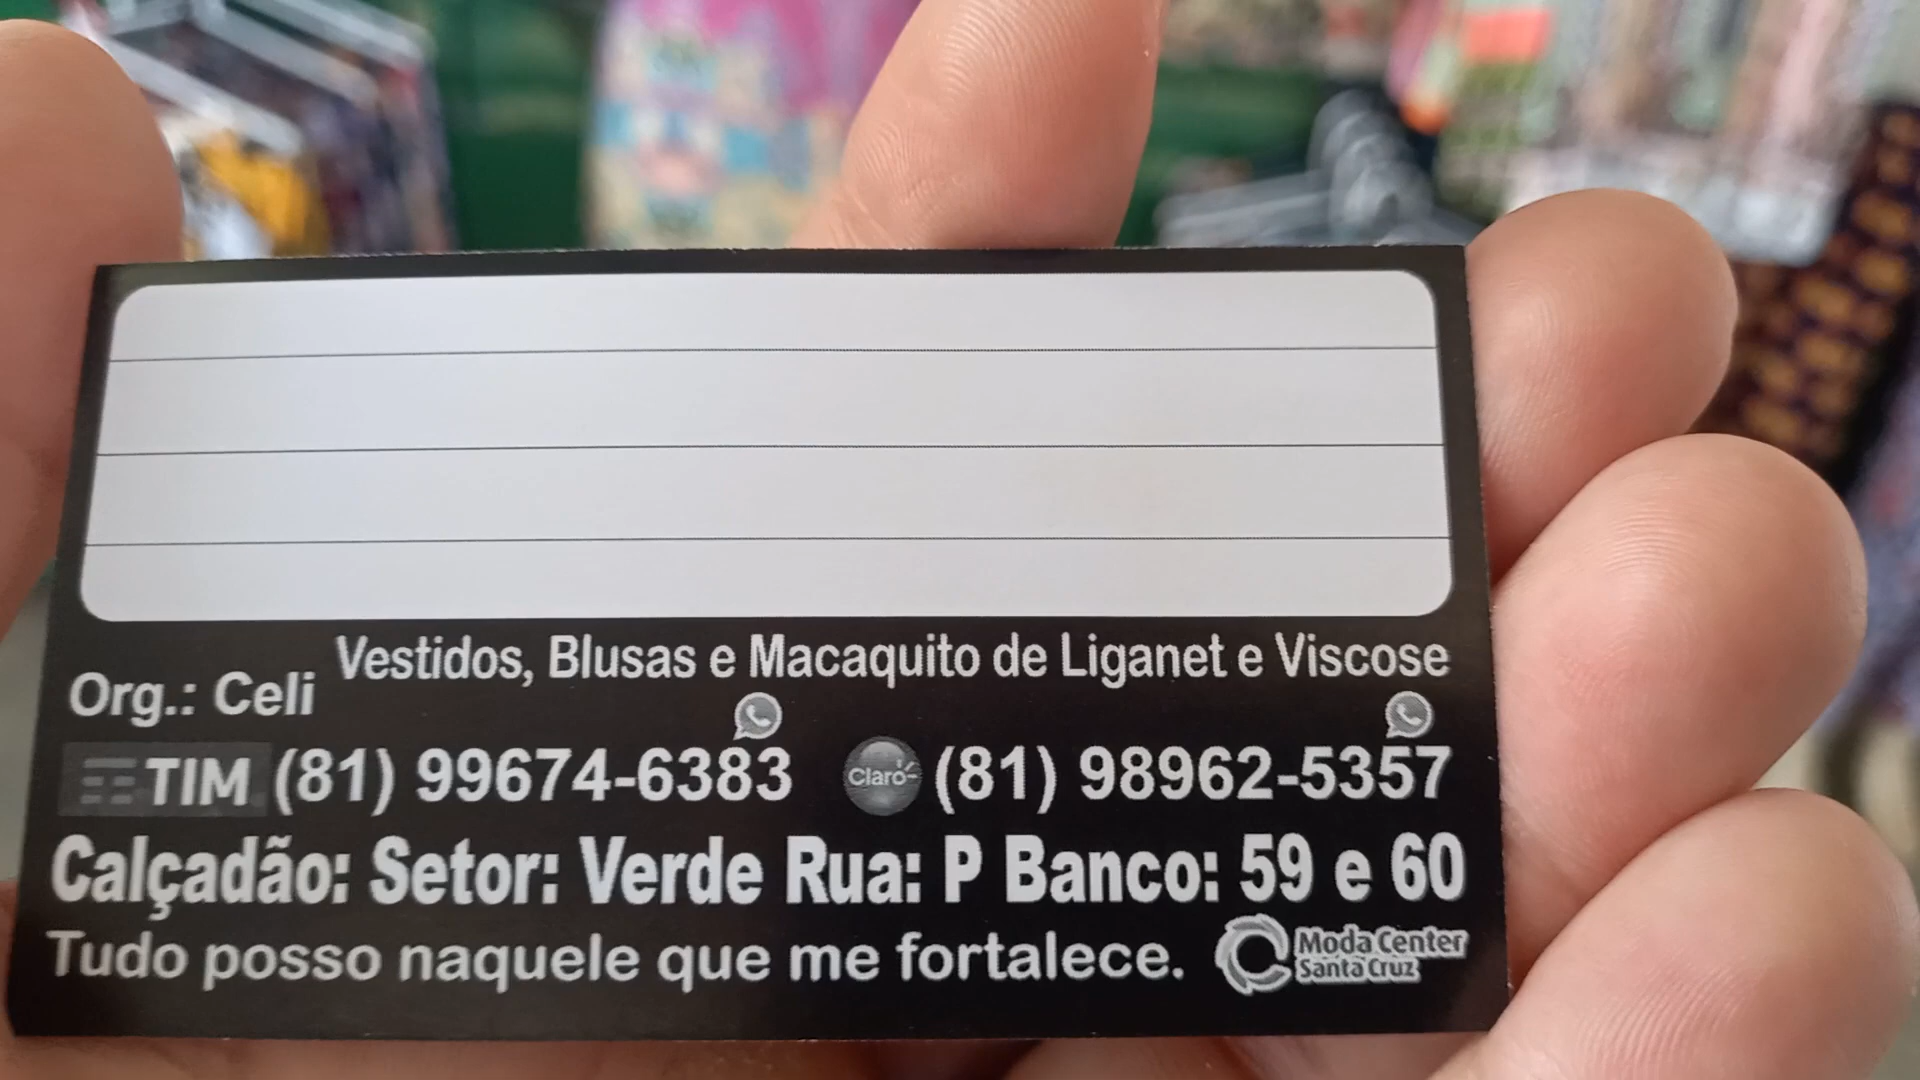 Vestidos, Blusas e Macaquito de Liganet e Viscose
Org.: Celi
TIM (81) 99674-6383 Claro (81) 98962-5357
Calçadão: Setor: Verde Rua: P Banco: 59 e 60
Tudo posso naquele que me fortalece.
Moda Center
Santa Cruz